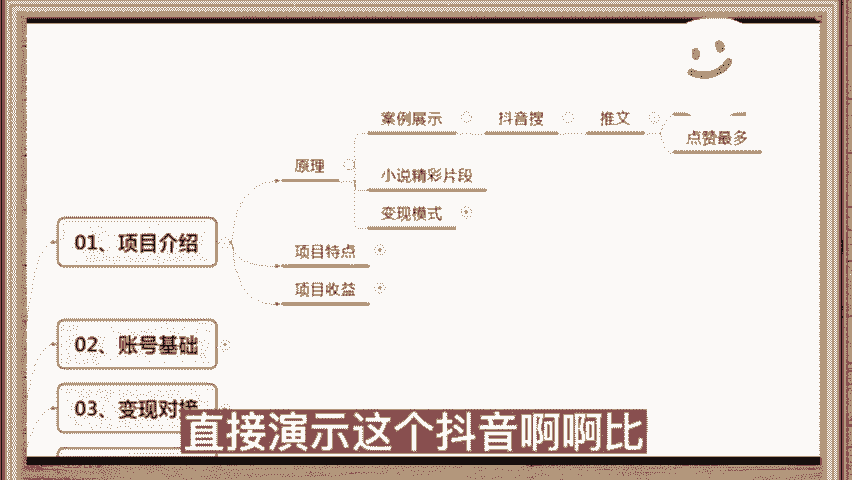 案例展示
抖音搜
推文
点赞最多
原理
小说精彩片段
变现模式
01、项目介绍
项目特点
项目收益
02、账号基础
03、变现对接
直接演示这个抖音啊啊比